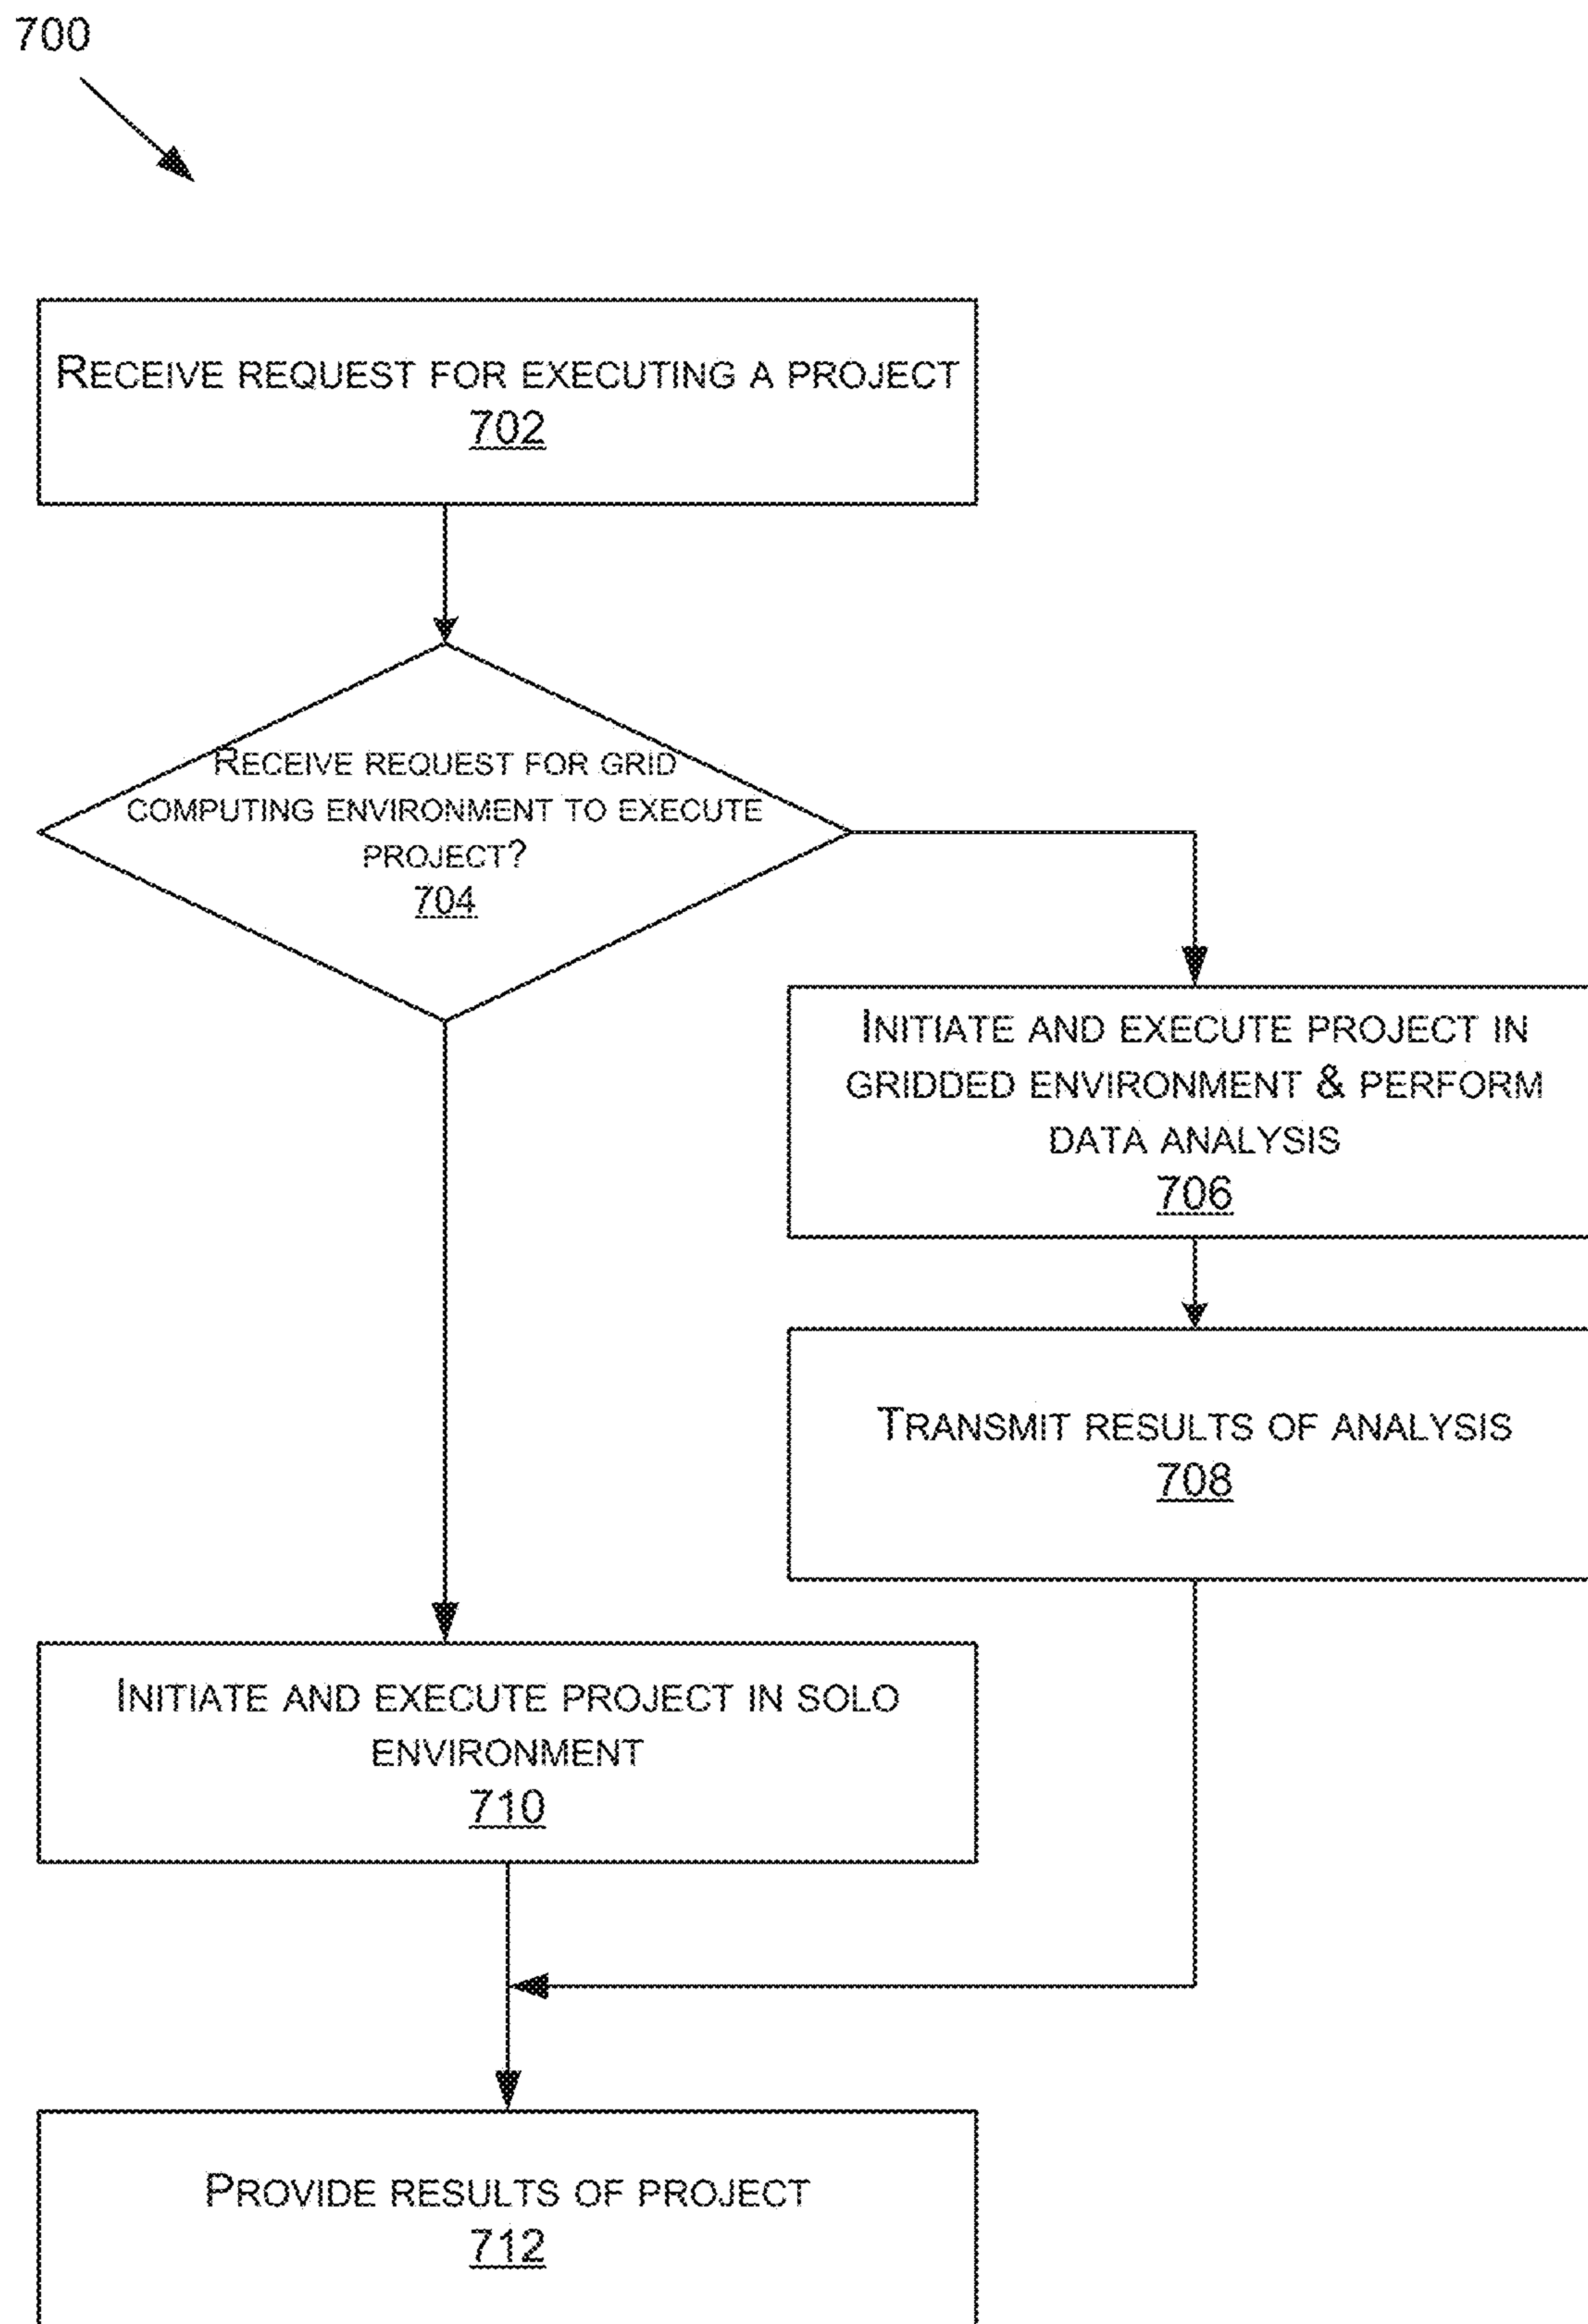 700
RECEIVE REQUEST FOR EXECUTING A PROJECT
702
RECEIVE REQUEST FOR GRID
COMPUTING ENVIRONMENT TO EXECUTE
PROJECT?
704
INITIATE AND EXECUTE PROJECT IN
GRIDDED ENVIRONMENT & PERFORM
DATA ANALYSIS
706
TRANSMIT RESULTS OF ANALYSIS
708
INITIATE AND EXECUTE PROJECT IN SOLO
ENVIRONMENT
710
PROVIDE RESULTS OF PROJECT
712